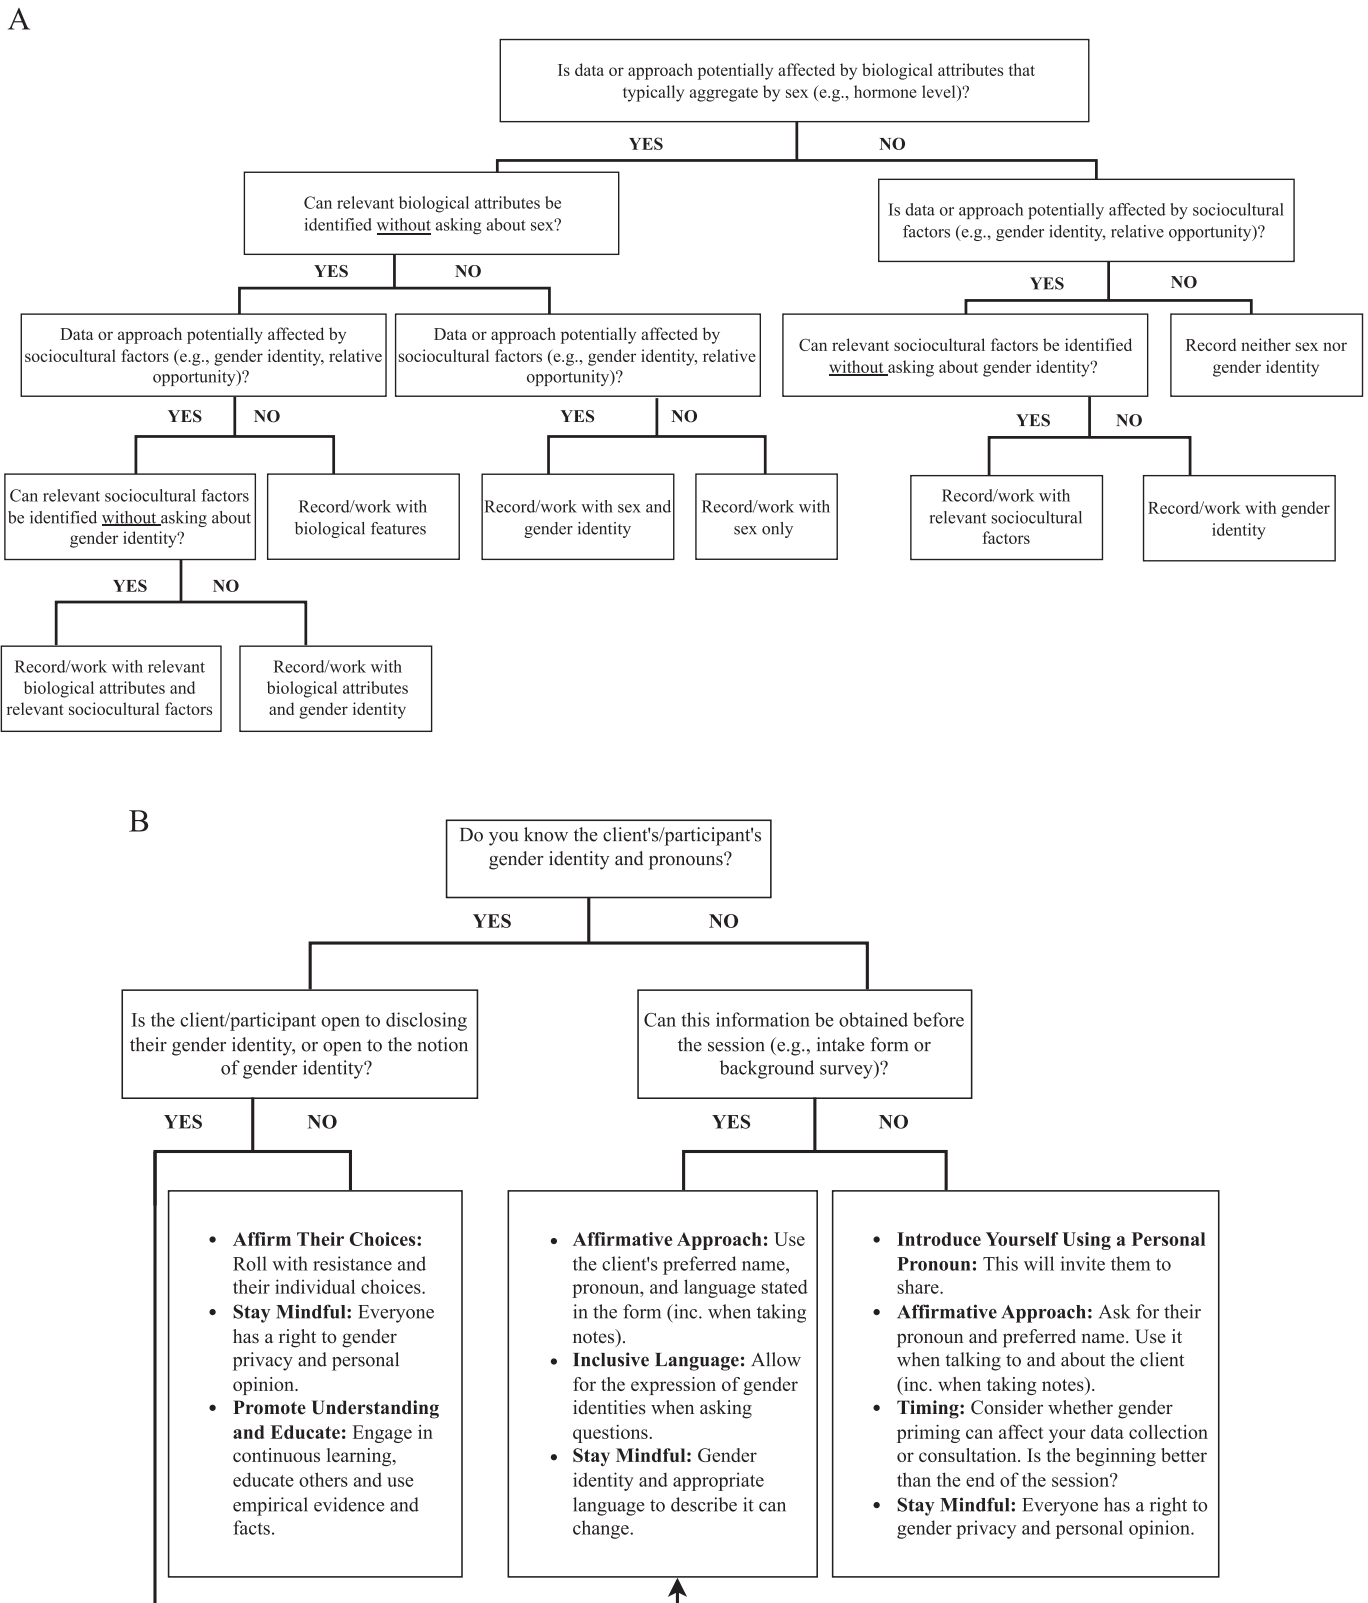 A
Is data or approach potentially affected by biological attributes that
typically aggregate by sex (e.g., hormone level)?
YES
NO
Can relevant biological attributes be
identified without asking about sex?
Is data or approach potentially affected by sociocultural
factors (e.g., gender identity, relative opportunity)?
YES
NO
YES
NO
Data or approach potentially affected by
sociocultural factors (e.g., gender identity, relative
opportunity)?
Data or approach potentially affected by
sociocultural factors (e.g., gender identity, relative
opportunity)?
Can relevant sociocultural factors be identified
without asking about gender identity?
Record neither sex nor
gender identity
YES
NO
YES
NO
YES
NO
Can relevant sociocultural factors
be identified without asking about
gender identity?
Record/work with
biological features
Record/work with sex and
gender identity
Record/work with
sex only
Record/work with
relevant sociocultural
factors
Record/work with gender
identity
YES
NO
Record/work with relevant
biological attributes and
relevant sociocultural factors
Record/work with
biological attributes
and gender identity
B
Do you know the client's/participant's
gender identity and pronouns?
YES
NO
Is the client/participant open to disclosing
their gender identity, or open to the notion
of gender identity?
Can this information be obtained before
the session (e.g., intake form or
background survey)?
YES
NO
YES
NO
• Affirm Their Choices:
Roll with resistance and
their individual choices.
• Stay Mindful: Everyone
has a right to gender
privacy and personal
opinion.
• Promote Understanding
and Educate: Engage in
continuous learning,
educate others and use
empirical evidence and
facts.
• Affirmative Approach: Use
the client's preferred name,
pronoun, and language stated
in the form (inc. when taking
notes).
• Inclusive Language: Allow
for the expression of gender
identities when asking
questions.
• Stay Mindful: Gender
identity and appropriate
language to describe it can
change.
• Introduce Yourself Using a Personal
Pronoun: This will invite them to
share.
• Affirmative Approach: Ask for their
pronoun and preferred name. Use it
when talking to and about the client
(inc. when taking notes).
• Timing: Consider whether gender
priming can affect your data collection
or consultation. Is the beginning better
than the end of the session?
• Stay Mindful: Everyone has a right to
gender privacy and personal opinion.